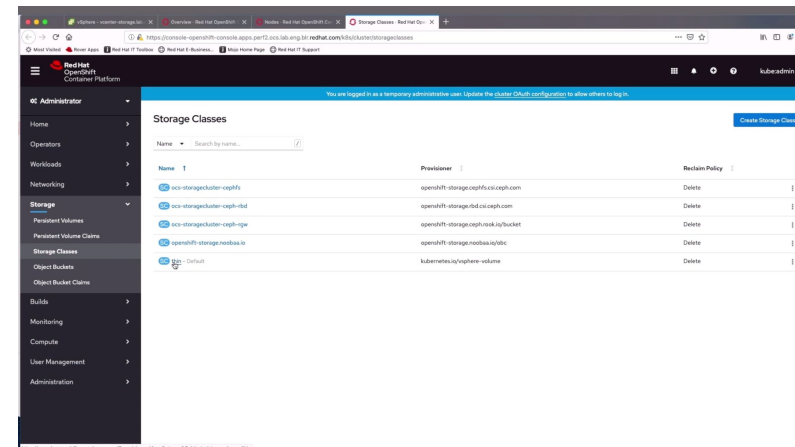 vSphere - vcenter-storage.loc
Overview · Red Hat OpenShift
Nodes · Red Hat OpenShift Con
Storage Classes · Red Hat Ope
https://console-openshift-console.apps.perf2.ocs.lab.eng.blr.redhat.com/k8s/cluster/storageclasses
Most Visited
Rover Apps
Red Hat IT Toolbox
Red Hat E-Business...
Mojo Home Page
Red Hat IT Support
Red Hat
OpenShift
Container Platform
kube:admin
You are logged in as a temporary administrative user. Update the cluster OAuth configuration to allow others to log in.
Administrator
Home
Operators
Workloads
Networking
Storage
Persistent Volumes
Persistent Volume Claims
Storage Classes
Object Buckets
Object Bucket Claims
Builds
Monitoring
Compute
User Management
Administration
Storage Classes
Create Storage Class
Name
Search by name...
/
Name Provisioner Reclaim Policy
SC ocs-storagecluster-cephfs openshift-storage.cephfs.csi.ceph.com Delete
SC ocs-storagecluster-ceph-rbd openshift-storage.rbd.csi.ceph.com Delete
SC ocs-storagecluster-ceph-rgw openshift-storage.ceph.rook.io/bucket Delete
SC openshift-storage.noobaa.io openshift-storage.noobaa.io/obc Delete
SC thin – Default kubernetes.io/vsphere-volume Delete